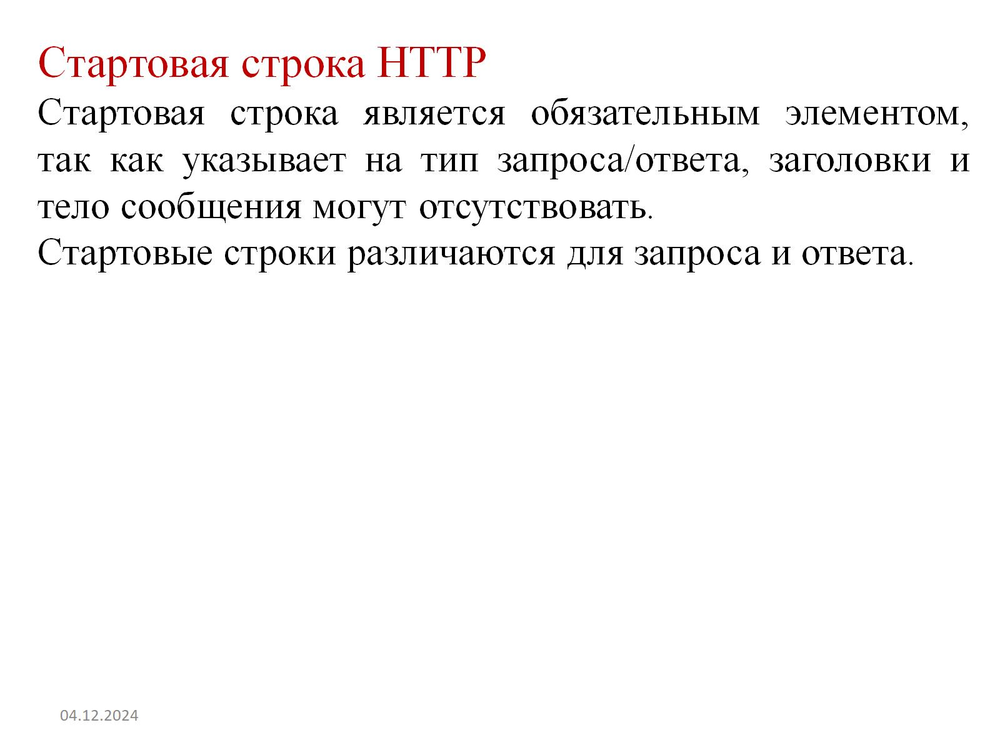 Стартовая строка HTTP
Стартовая строка является обязательным элементом,
так как указывает на тип запроса/ответа, заголовки и
тело сообщения могут отсутствовать.
Стартовые строки различаются для запроса и ответа.
04.12.2024